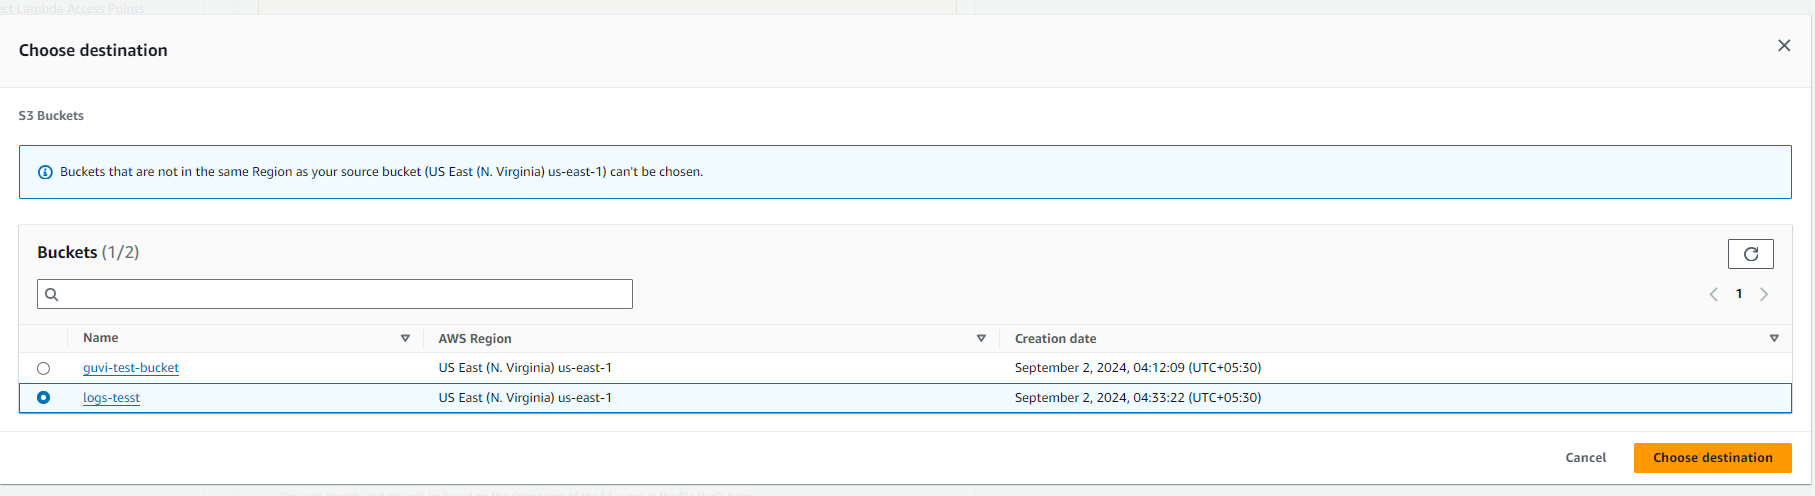 ect Lambda Access Points
Choose destination
S3 Buckets
Buckets that are not in the same Region as your source bucket (US East (N. Virginia) us-east-1) can't be chosen.
Buckets (1/2)
1
Name AWS Region Creation date
guvi-test-bucket US East (N. Virginia) us-east-1 September 2, 2024, 04:12:09 (UTC+05:30)
logs-tesst US East (N. Virginia) us-east-1 September 2, 2024, 04:33:22 (UTC+05:30)
Cancel Choose destination